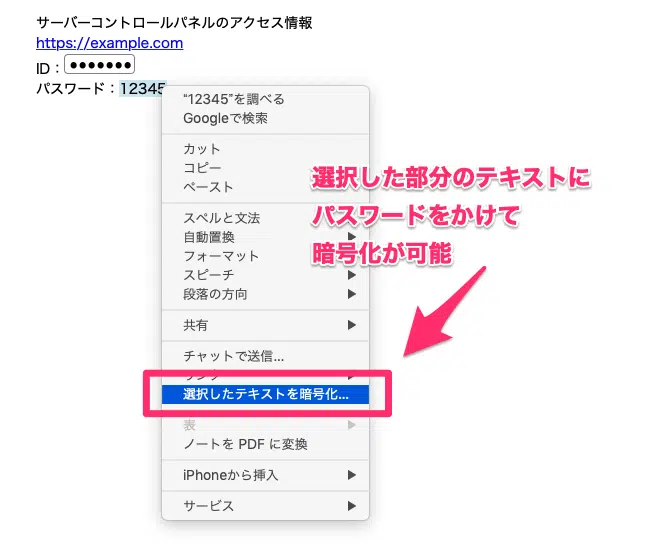 サーバーコントロールパネルのアクセス情報
https://example.com
ID：●●●●●●●
パスワード：12345
“12345”を調べる
Googleで検索
カット
コピー
ペースト
スペルと文法
自動置換
フォーマット
スピーチ
段落の方向
共有
チャットで送信...
リンク
選択したテキストを暗号化...
表
ノートを PDF に変換
iPhoneから挿入
サービス
選択した部分のテキストに
パスワードをかけて
暗号化が可能